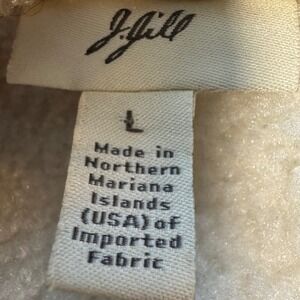 J.Jill
L
Made in
Northern
Mariana
Islands
(USA) of
Imported
Fabric